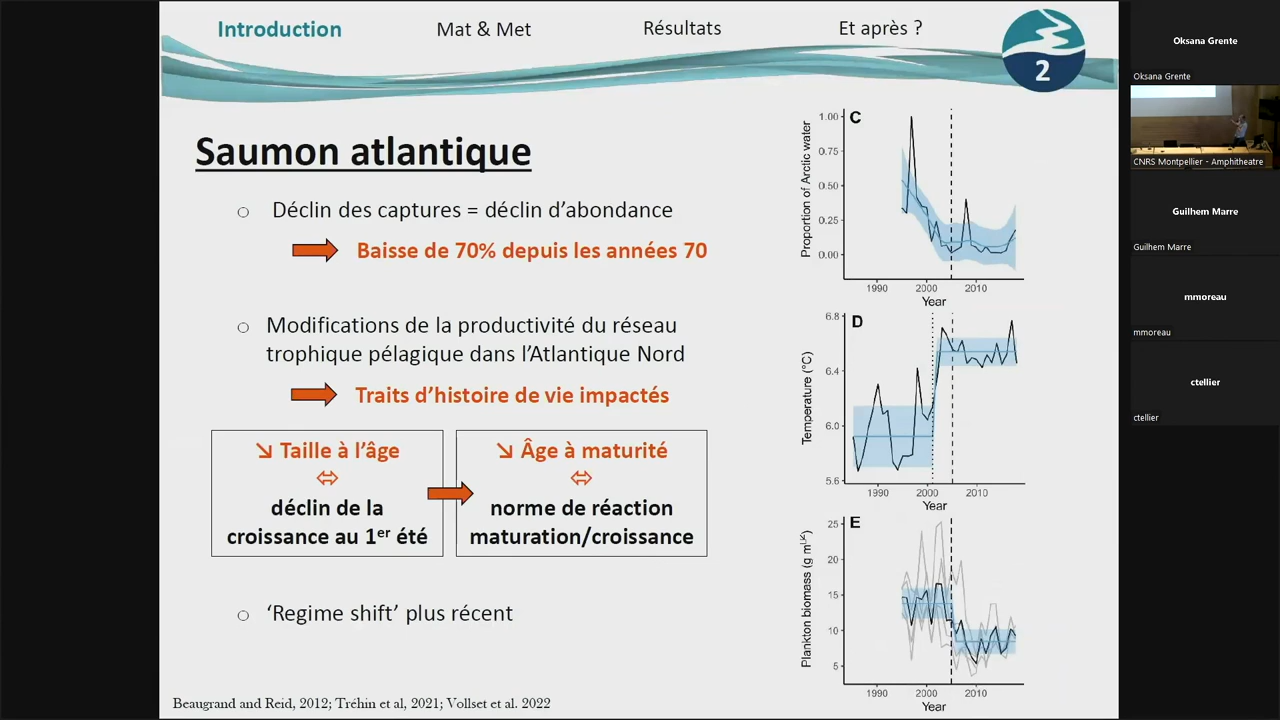 Introduction
Mat & Met
Résultats
Et après ?
2
Saumon atlantique
Déclin des captures = déclin d'abondance
Baisse de 70% depuis les années 70
Modifications de la productivité du réseau
trophique pélagique dans l'Atlantique Nord
Traits d'histoire de vie impactés
↘ Taille à l'âge
⇔
déclin de la
croissance au 1er été
↘ Âge à maturité
⇔
norme de réaction
maturation/croissance
'Regime shift' plus récent
Beaugrand and Reid, 2012; Tréhin et al, 2021; Vollset et al. 2022
C
Proportion of Arctic water
1.00
0.75
0.50
0.25
0.00
1990 2000 2010
Year
D
Temperature (°C)
6.8
6.4
6.0
5.6
1990 2000 2010
Year
E
Plankton biomass (g
25
20
15
10
5
1990 2000 2010
Year
Oksana Grente
Oksana Grente
CNRS Montpellier - Amphitheatre
Guilhem Marre
Guilhem Marre
mmoreau
mmoreau
ctellier
ctellier